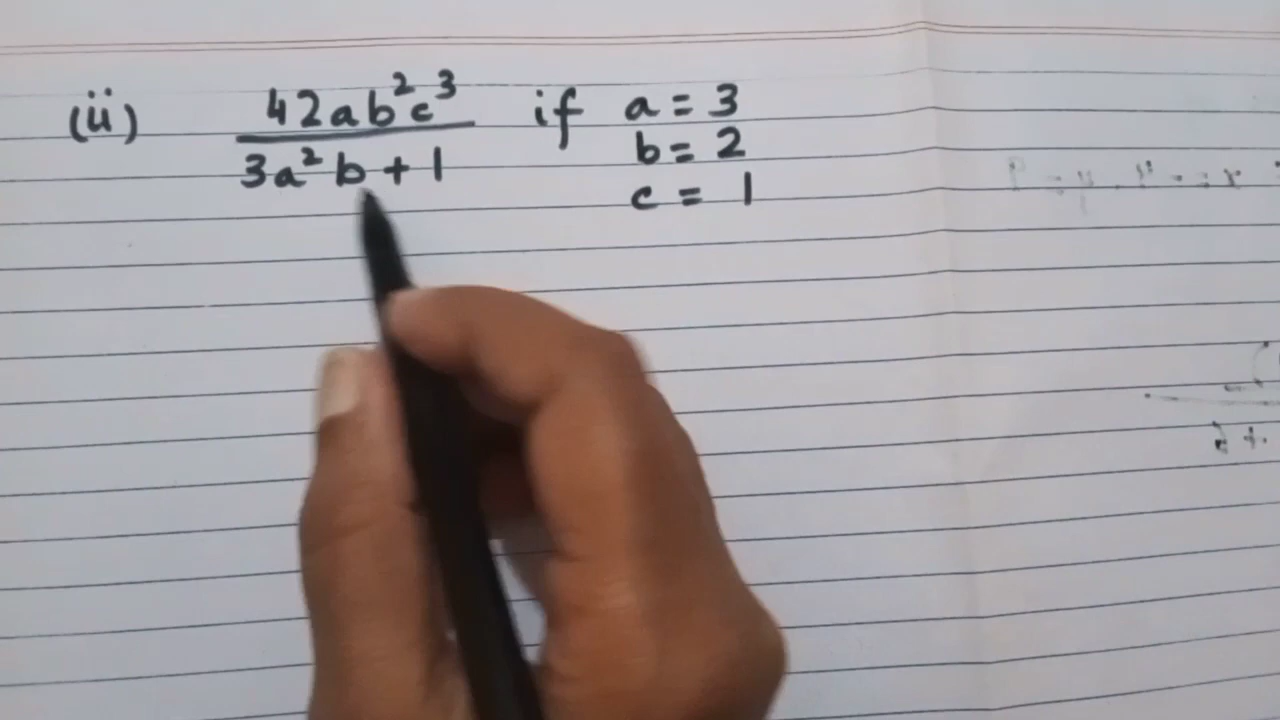 (ii) 42ab²c³ / 3a²b + 1 if a = 3
b = 2
c = 1